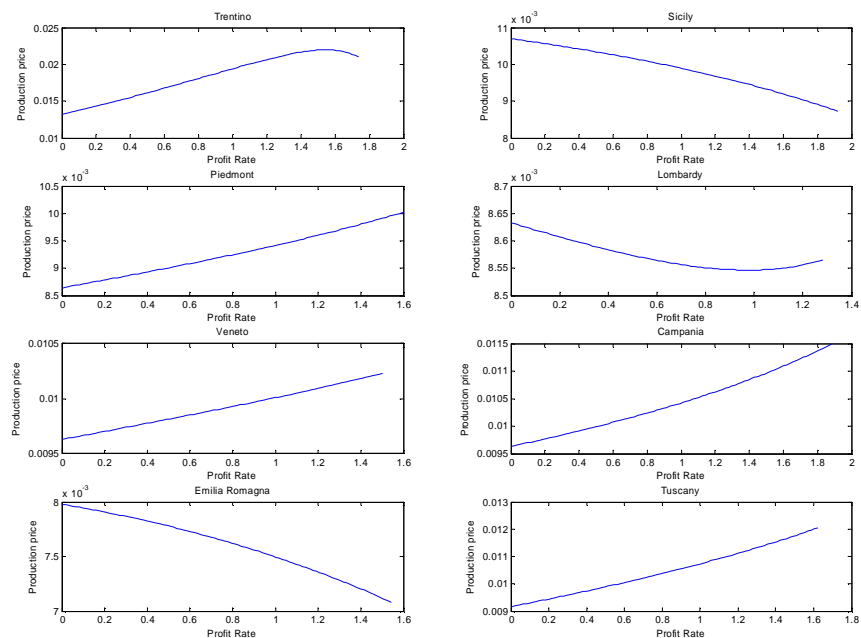 Trentino
Production price
0.025
0.02
0.015
0.01
0 0.2 0.4 0.6 0.8 1 1.2 1.4 1.6 1.8 2
Profit Rate
Sicily
x 10-3
Production price
11
10
9
8
0 0.2 0.4 0.6 0.8 1 1.2 1.4 1.6 1.8 2
Profit Rate
Piedmont
x 10-3
Production price
10.5
10
9.5
9
8.5
0 0.2 0.4 0.6 0.8 1 1.2 1.4 1.6
Profit Rate
Lombardy
x 10-3
Production price
8.7
8.6
8.55
8.5
0 0.2 0.4 0.6 0.8 1 1.2 1.4
Profit Rate
Veneto
Production price
0.0105
0.01
0.0095
0 0.2 0.4 0.6 0.8 1 1.2 1.4 1.6
Profit Rate
Campania
Production price
0.0115
0.011
0.0105
0.01
0.0095
0 0.2 0.4 0.6 0.8 1 1.2 1.4 1.6 1.8 2
Profit Rate
Emilia Romagna
x 10-3
Production price
8
7.5
7
0 0.2 0.4 0.6 0.8 1 1.2 1.4 1.6
Profit Rate
Tuscany
Production price
0.013
0.012
0.011
0.01
0.009
0 0.2 0.4 0.6 0.8 1 1.2 1.4 1.6 1.8
Profit Rate